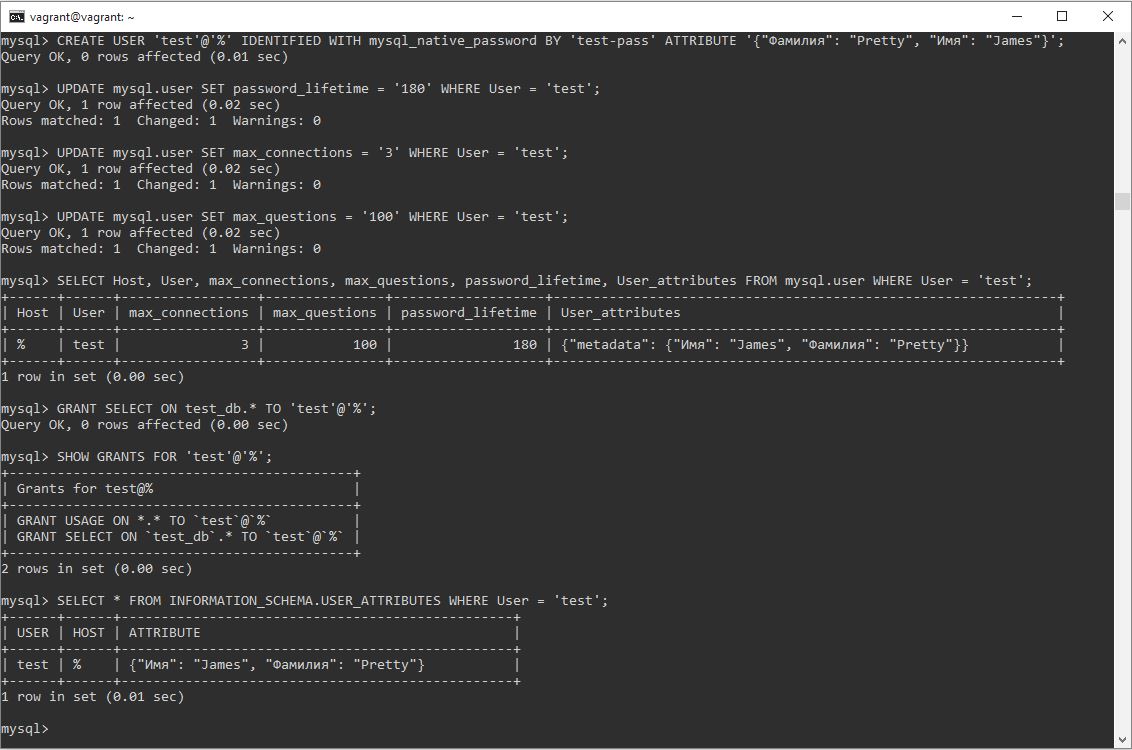 vagrant@vagrant: ~
mysql> CREATE USER 'test'@'%' IDENTIFIED WITH mysql_native_password BY 'test-pass' ATTRIBUTE '{"Фамилия": "Pretty", "Имя": "James"}';
Query OK, 0 rows affected (0.01 sec)
mysql> UPDATE mysql.user SET password_lifetime = '180' WHERE User = 'test';
Query OK, 1 row affected (0.02 sec)
Rows matched: 1  Changed: 1  Warnings: 0
mysql> UPDATE mysql.user SET max_connections = '3' WHERE User = 'test';
Query OK, 1 row affected (0.02 sec)
Rows matched: 1  Changed: 1  Warnings: 0
mysql> UPDATE mysql.user SET max_questions = '100' WHERE User = 'test';
Query OK, 1 row affected (0.02 sec)
Rows matched: 1  Changed: 1  Warnings: 0
mysql> SELECT Host, User, max_connections, max_questions, password_lifetime, User_attributes FROM mysql.user WHERE User = 'test';
| Host | User | max_connections | max_questions | password_lifetime | User_attributes |
| % | test | 3 | 100 | 180 | {"metadata": {"Имя": "James", "Фамилия": "Pretty"}} |
1 row in set (0.00 sec)
mysql> GRANT SELECT ON test_db.* TO 'test'@'%';
Query OK, 0 rows affected (0.00 sec)
mysql> SHOW GRANTS FOR 'test'@'%';
| Grants for test@% |
| GRANT USAGE ON *.* TO `test`@`%` |
| GRANT SELECT ON `test_db`.* TO `test`@`%` |
2 rows in set (0.00 sec)
mysql> SELECT * FROM INFORMATION_SCHEMA.USER_ATTRIBUTES WHERE User = 'test';
| USER | HOST | ATTRIBUTE |
| test | % | {"Имя": "James", "Фамилия": "Pretty"} |
1 row in set (0.01 sec)
mysql>